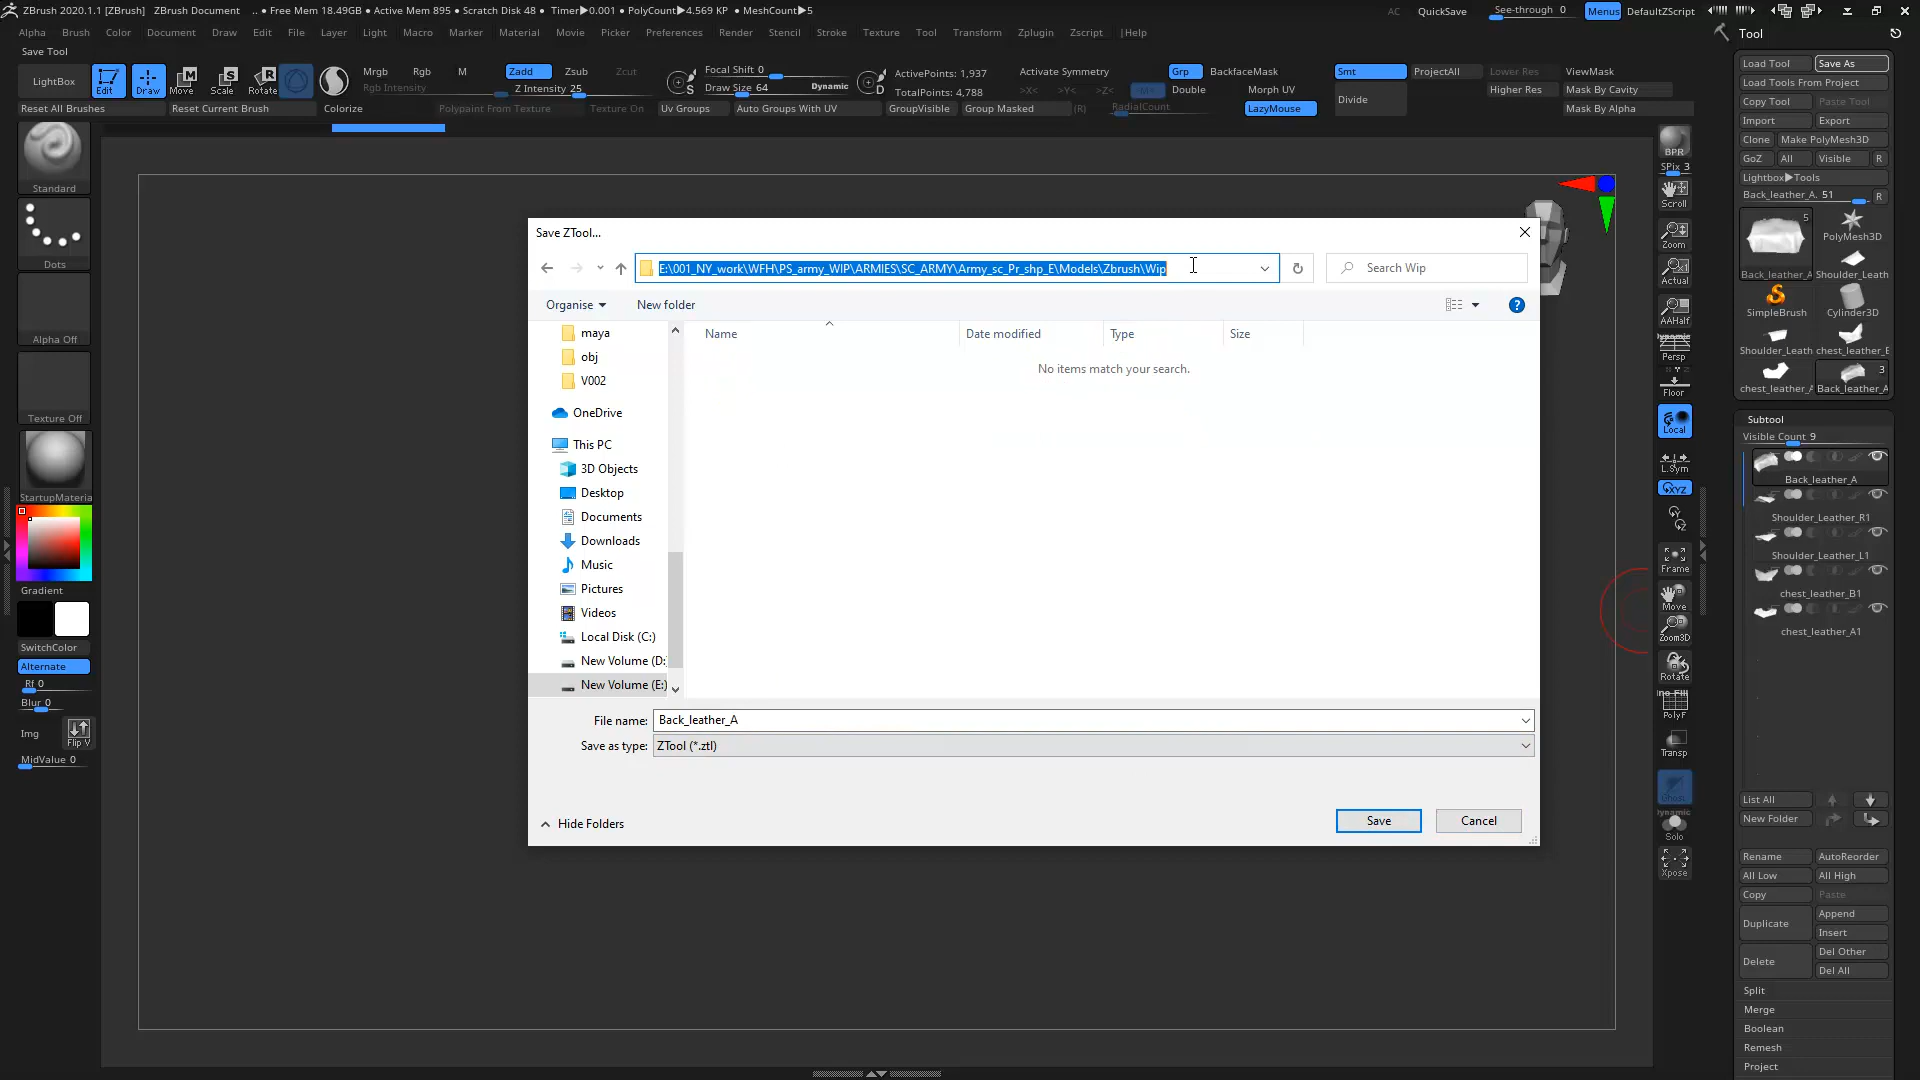 ZBrush 2020.1.1 [ZBrush] ZBrush Document .. • Free Mem 18.49GB • Active Mem 895 • Scratch Disk 48 • Timer▶0.001 • PolyCount▶4.569 KP • MeshCount▶5 AC QuickSave See-through 0 Menus DefaultZScript
Alpha Brush Color Document Draw Edit File Layer Light Macro Marker Material Movie Picker Preferences Render Stencil Stroke Texture Tool Transform Zplugin Zscript Help
Save Tool
LightBox Edit Draw Move Scale Rotate
Mrgb Rgb M Zadd Zsub Zcut
Rgb Intensity Z Intensity 25
Focal Shift 0
Draw Size 64 Dynamic
S D
ActivePoints: 1,937
TotalPoints: 4,788
Activate Symmetry
>X< >Y< >Z< >M<
Grp BackfaceMask
Double Morph UV
Smt ProjectAll Lower Res ViewMask
Divide Higher Res Mask By Cavity
Reset All Brushes Reset Current Brush Colorize Polypaint From Texture Texture On Uv Groups Auto Groups With UV GroupVisible Group Masked (R) RadialCount LazyMouse Mask By Alpha
Standard
Dots
Alpha Off
Texture Off
StartupMateria
Gradient
SwitchColor
Alternate
Rf 0
Blur 0
Img Flip V
MidValue 0
Save ZTool...
E:\001_NY_work\WFH\PS_army_WIP\ARMIES\SC_ARMY\Army_sc_Pr_shp_E\Models\Zbrush\Wip
Search Wip
Organise New folder
Name Date modified Type Size
No items match your search.
maya
obj
V002
OneDrive
This PC
3D Objects
Desktop
Documents
Downloads
Music
Pictures
Videos
Local Disk (C:)
New Volume (D:
New Volume (E:)
File name: Back_leather_A
Save as type: ZTool (*.ztl)
Hide Folders Save Cancel
BPR
SPix 3
Scroll
Zoom
Actual
AAHalf
Dynamic
Persp
Floor
Local
L.Sym
XYZ
Frame
Move
Zoom3D
Rotate
PolyF
Transp
Ghost
Dynamic
Solo
Xpose
Tool
Load Tool Save As
Load Tools From Project
Copy Tool Paste Tool
Import Export
Clone Make PolyMesh3D
GoZ All Visible R
Lightbox▶Tools
Back_leather_A. 51 R
5
PolyMesh3D
Back_leather_A Shoulder_Leath
SimpleBrush Cylinder3D
Shoulder_Leath chest_leather_B
3
chest_leather_A Back_leather_A
Subtool
Visible Count 9
Back_leather_A
Shoulder_Leather_R1
Shoulder_Leather_L1
chest_leather_B1
chest_leather_A1
List All
New Folder
Rename AutoReorder
All Low All High
Copy Paste
Duplicate Append
Insert
Delete Del Other
Del All
Split
Merge
Boolean
Remesh
Project